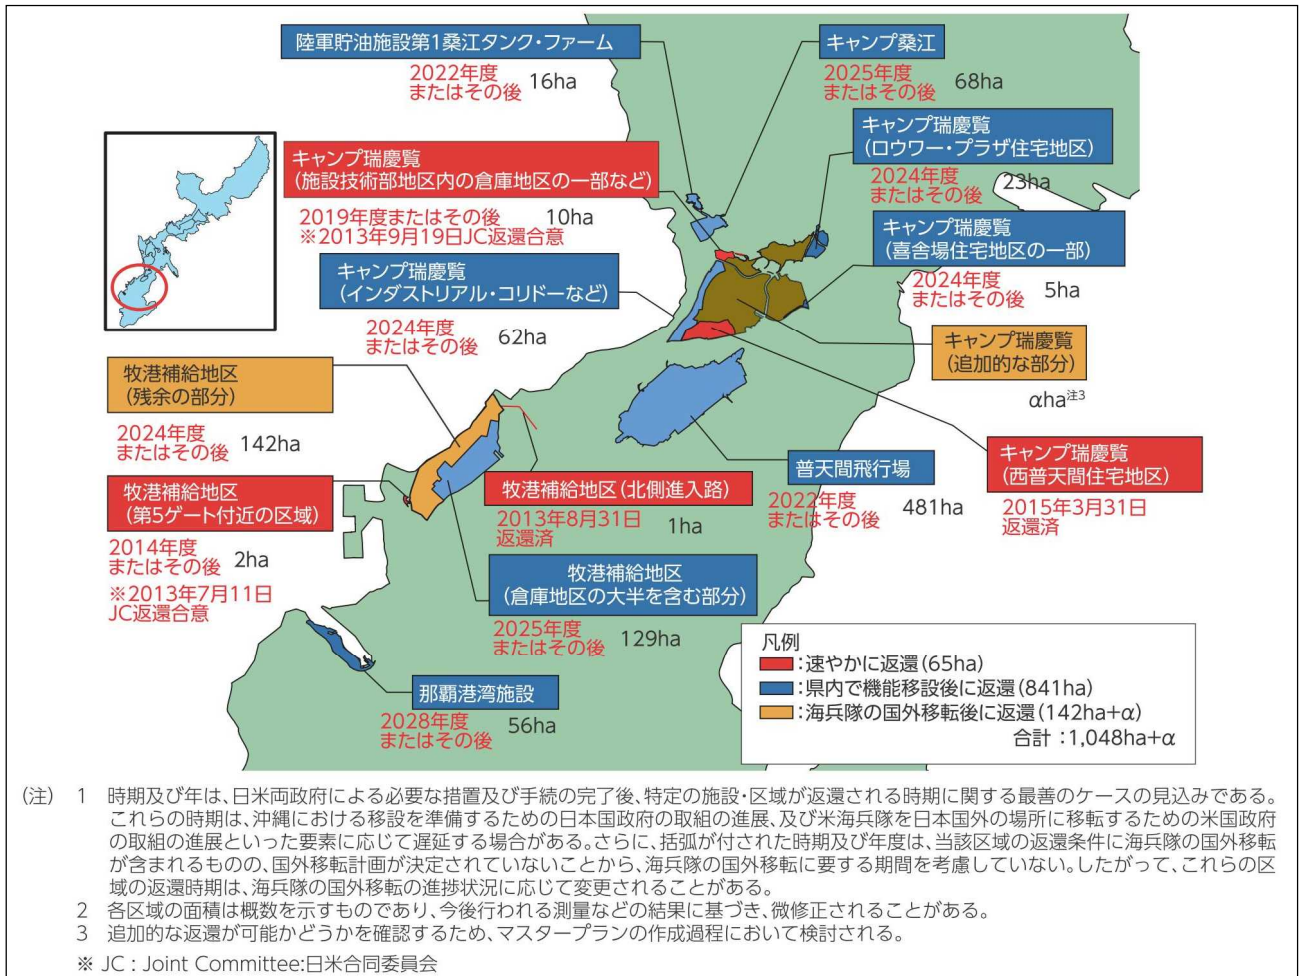 陸軍貯油施設第1桑江タンク・ファーム
2022年度
またはその後
16ha
キャンプ桑江
2025年度
またはその後
68ha
キャンプ瑞慶覧
(ロウワー・プラザ住宅地区)
2024年度
またはその後
23ha
キャンプ瑞慶覧
(施設技術部地区内の倉庫地区の一部など)
2019年度またはその後
10ha
※2013年9月19日JC返還合意
キャンプ瑞慶覧
(喜舎場住宅地区の一部)
2024年度
またはその後
5ha
キャンプ瑞慶覧
(インダストリアル・コリドーなど)
2024年度
またはその後
62ha
キャンプ瑞慶覧
(追加的な部分)
αha注3
牧港補給地区
(残余の部分)
2024年度
またはその後
142ha
キャンプ瑞慶覧
(西普天間住宅地区)
2015年3月31日
返還済
普天間飛行場
2022年度
またはその後
481ha
牧港補給地区(北側進入路)
2013年8月31日
返還済
1ha
牧港補給地区
(第5ゲート付近の区域)
2014年度
またはその後
2ha
※2013年7月11日
JC返還合意
牧港補給地区
(倉庫地区の大半を含む部分)
2025年度
またはその後
129ha
那覇港湾施設
2028年度
またはその後
56ha
凡例
:速やかに返還(65ha)
:県内で機能移設後に返還(841ha)
:海兵隊の国外移転後に返還(142ha+α)
合計 :1,048ha+α
(注) 1 時期及び年は、日米両政府による必要な措置及び手続の完了後、特定の施設・区域が返還される時期に関する最善のケースの見込みである。
これらの時期は、沖縄における移設を準備するための日本国政府の取組の進展、及び米海兵隊を日本国外の場所に移転するための米国政府
の取組の進展といった要素に応じて遅延する場合がある。さらに、括弧が付された時期及び年度は、当該区域の返還条件に海兵隊の国外移転
が含まれるものの、国外移転計画が決定されていないことから、海兵隊の国外移転に要する期間を考慮していない。したがって、これらの区
域の返還時期は、海兵隊の国外移転の進捗状況に応じて変更されることがある。
2 各区域の面積は概数を示すものであり、今後行われる測量などの結果に基づき、微修正されることがある。
3 追加的な返還が可能かどうかを確認するため、マスタープランの作成過程において検討される。
※ JC : Joint Committee:日米合同委員会